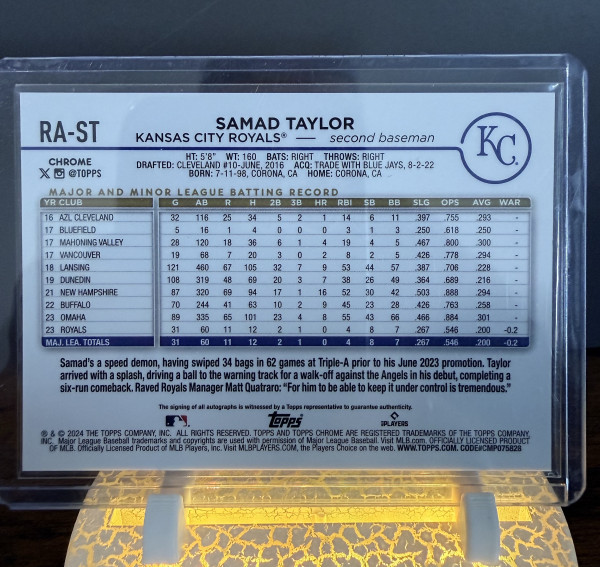 RA-ST
SAMAD TAYLOR
KANSAS CITY ROYALS® — second baseman
KC
CHROME
X @TOPPS
HT: 5'8" WT: 160 BATS: RIGHT THROWS: RIGHT
DRAFTED: CLEVELAND #10-JUNE, 2016 ACQ: TRADE WITH BLUE JAYS, 8-2-22
BORN: 7-11-98, CORONA, CA HOME: CORONA, CA
MAJOR AND MINOR LEAGUE BATTING RECORD
YR CLUB G AB R H 2B 3B HR RBI SB BB SLG OPS AVG WAR
16 AZL CLEVELAND 32 116 25 34 5 2 1 14 6 11 .397 .755 .293 -
17 BLUEFIELD 5 16 1 4 0 0 0 3 1 3 .250 .618 .250 -
17 MAHONING VALLEY 28 120 18 36 6 1 4 19 4 5 .467 .800 .300 -
17 VANCOUVER 19 68 7 20 3 0 2 8 2 5 .426 .778 .294 -
18 LANSING 121 460 67 105 32 7 9 53 44 57 .387 .706 .228 -
19 DUNEDIN 108 319 48 69 20 3 7 38 26 49 .364 .689 .216 -
21 NEW HAMPSHIRE 87 320 69 94 17 1 16 52 30 42 .503 .888 .294 -
22 BUFFALO 70 244 41 63 10 2 9 45 23 28 .426 .763 .258 -
23 OMAHA 89 335 65 101 23 4 8 55 43 66 .466 .884 .301 -
23 ROYALS 31 60 11 12 2 1 0 4 8 7 .267 .546 .200 -0.2
MAJ. LEA. TOTALS 31 60 11 12 2 1 0 4 8 7 .267 .546 .200 -0.2
Samad's a speed demon, having swiped 34 bags in 62 games at Triple-A prior to his June 2023 promotion. Taylor
arrived with a splash, driving a ball to the warning track for a walk-off against the Angels in his debut, completing a
six-run comeback. Raved Royals Manager Matt Quatraro: "For him to be able to keep it under control is tremendous."
The signing of all autographs is witnessed by a Topps representative to guarantee authenticity.
Topps
PLAYERS
® & © 2024 THE TOPPS COMPANY, INC. ALL RIGHTS RESERVED. TOPPS AND TOPPS CHROME ARE REGISTERED TRADEMARKS OF THE TOPPS COMPANY,
INC. Major League Baseball trademarks and copyrights are used with permission of Major League Baseball. Visit MLB.com. OFFICIALLY LICENSED PRODUCT
OF MLB. Officially Licensed Product of MLB Players, Inc. Visit MLBPLAYERS.com, the Players Choice on the web. WWW.TOPPS.COM. CODE#CMP075828